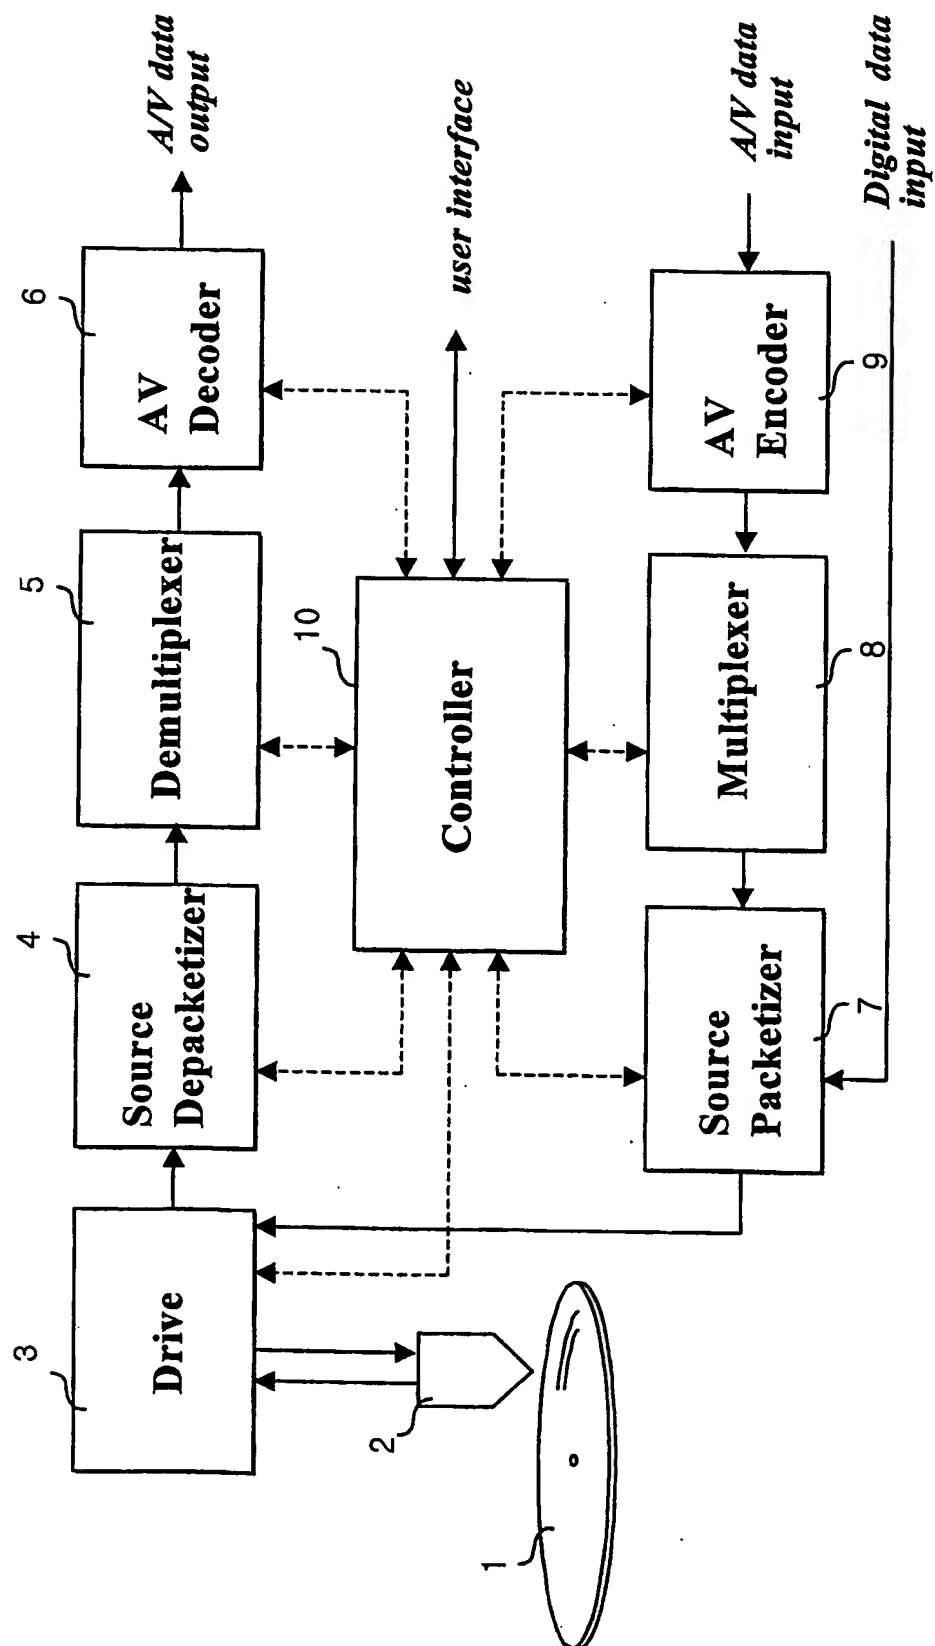 3
Drive
4
Source
Depacketizer
5
Demultiplexer
6
AV
Decoder
A/V data
output
2
1
10
Controller
user interface
Source
Packetizer
7
Multiplexer
8
AV
Encoder
9
A/V data
input
Digital data
input